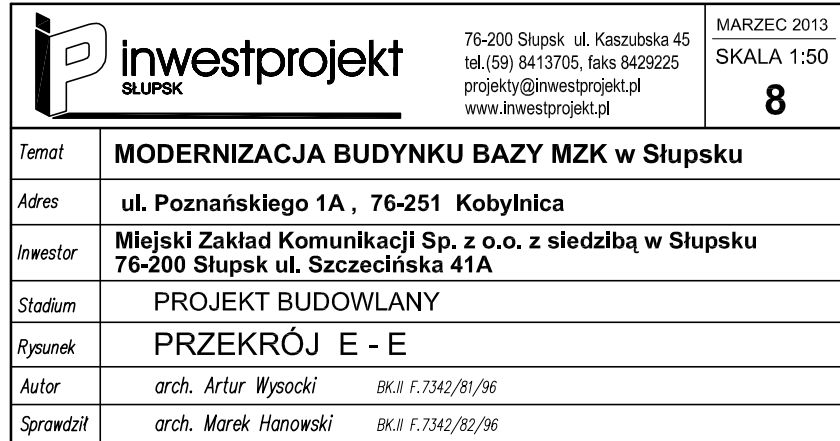 ip inwestprojekt
SŁUPSK
76-200 Słupsk ul. Kaszubska 45
tel.(59) 8413705, faks 8429225
projekty@inwestprojekt.pl
www.inwestprojekt.pl
MARZEC 2013
SKALA 1:50
8
Temat MODERNIZACJA BUDYNKU BAZY MZK w Słupsku
Adres ul. Poznańskiego 1A , 76-251 Kobylnica
Inwestor Miejski Zakład Komunikacji Sp. z o.o. z siedzibą w Słupsku
76-200 Słupsk ul. Szczecińska 41A
Stadium PROJEKT BUDOWLANY
Rysunek PRZEKRÓJ E - E
Autor arch. Artur Wysocki BK.II F.7342/81/96
Sprawdził arch. Marek Hanowski BK.II F.7342/82/96